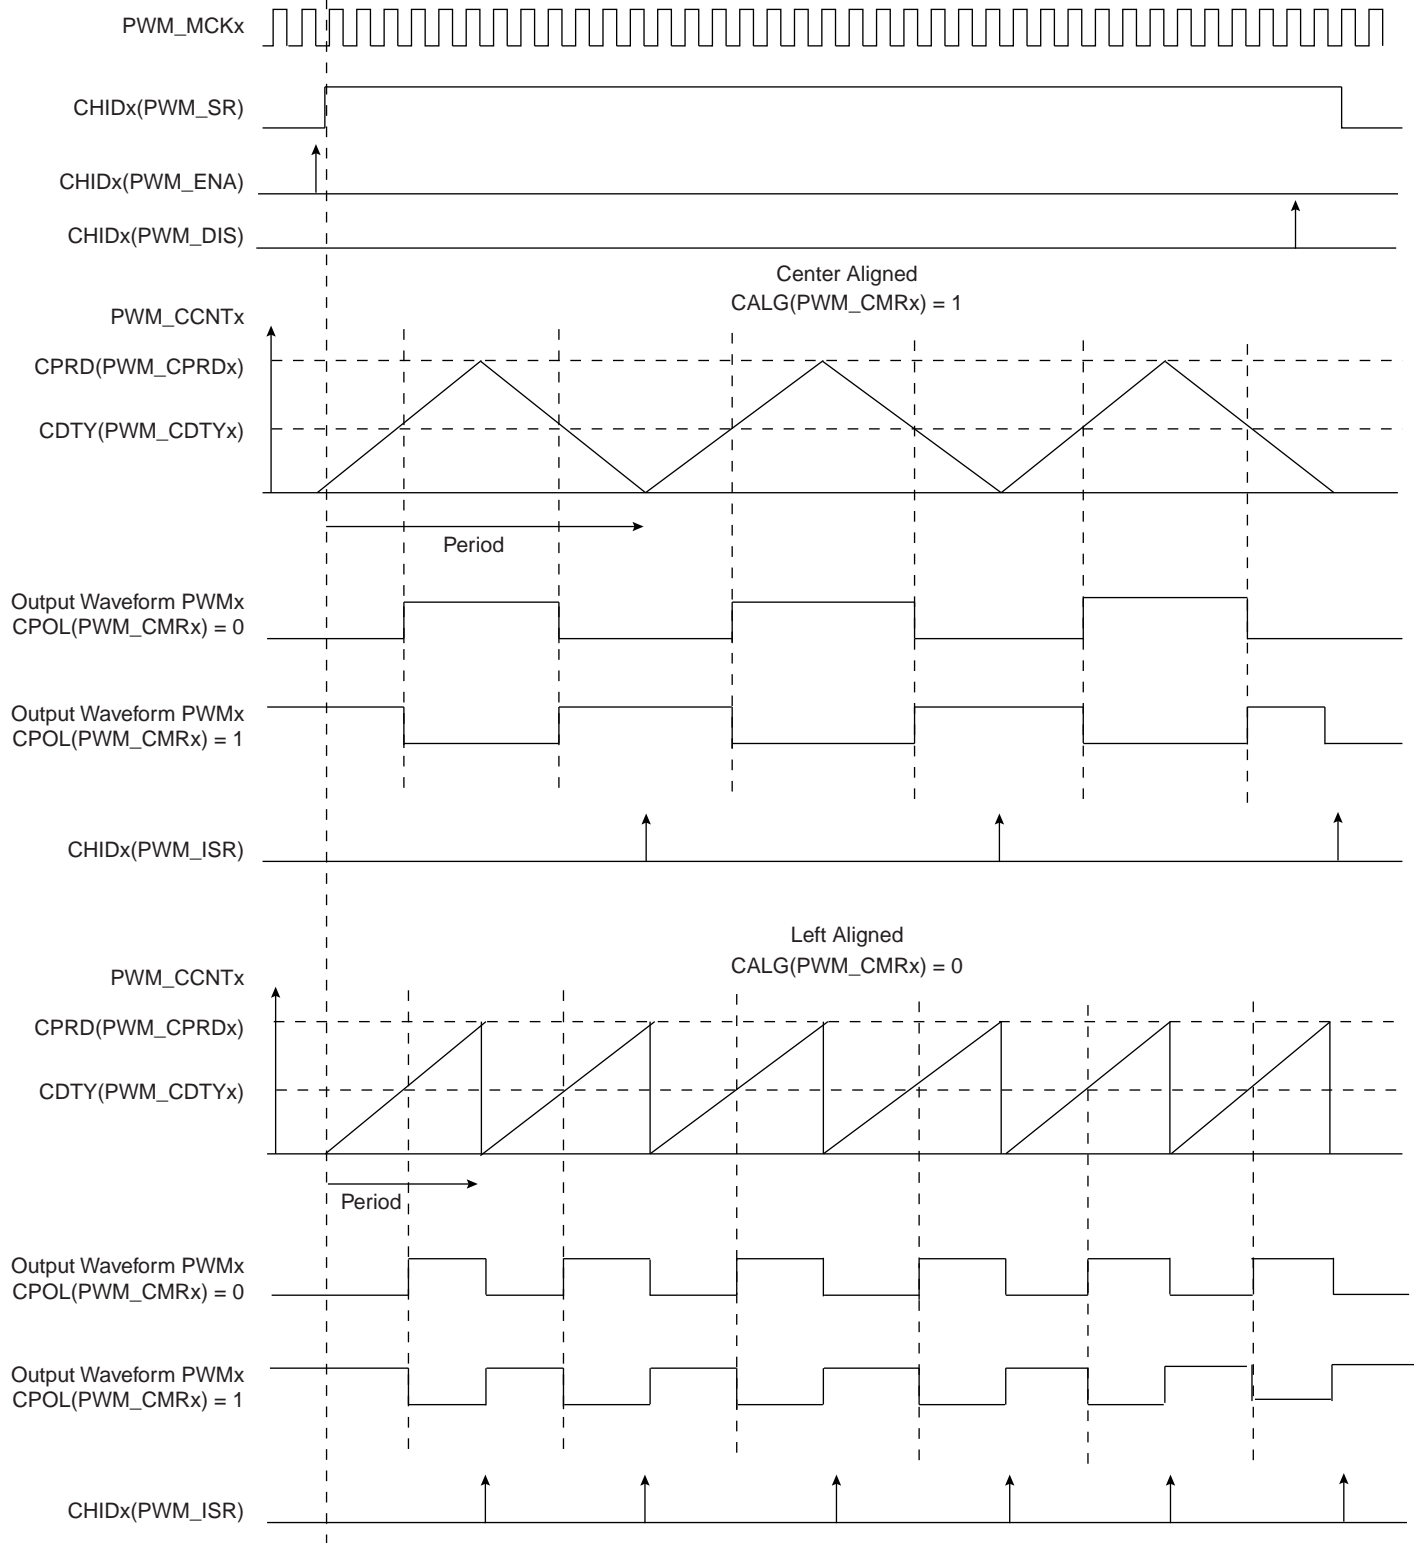 PWM_MCKx
CHIDx(PWM_SR)
CHIDx(PWM_ENA)
CHIDx(PWM_DIS)
Center Aligned
CALG(PWM_CMRx) = 1
PWM_CCNTx
CPRD(PWM_CPRDx)
CDTY(PWM_CDTYx)
Period
Output Waveform PWMx
CPOL(PWM_CMRx) = 0
Output Waveform PWMx
CPOL(PWM_CMRx) = 1
CHIDx(PWM_ISR)
Left Aligned
CALG(PWM_CMRx) = 0
PWM_CCNTx
CPRD(PWM_CPRDx)
CDTY(PWM_CDTYx)
Period
Output Waveform PWMx
CPOL(PWM_CMRx) = 0
Output Waveform PWMx
CPOL(PWM_CMRx) = 1
CHIDx(PWM_ISR)